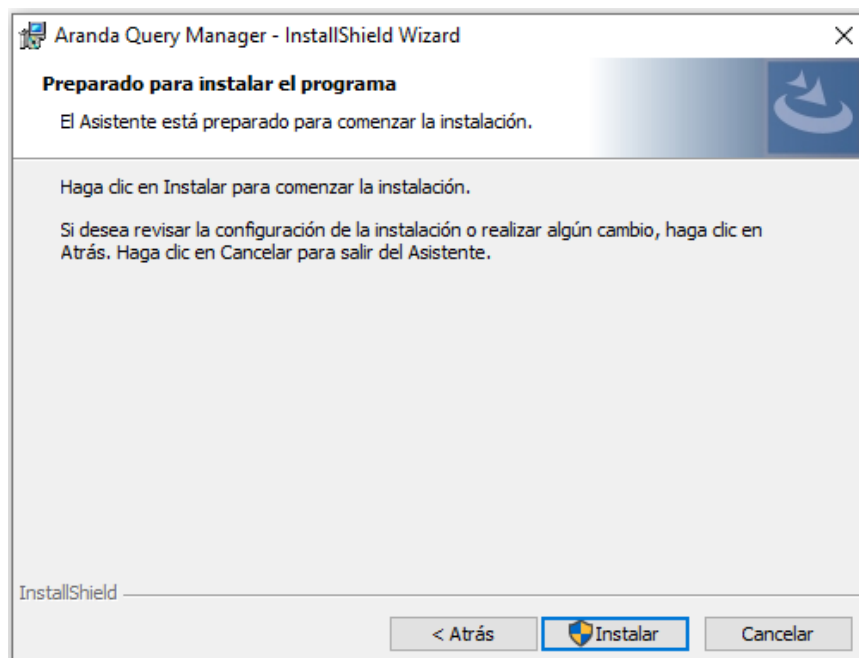 Aranda Query Manager - InstallShield Wizard
Preparado para instalar el programa
El Asistente está preparado para comenzar la instalación.
Haga clic en Instalar para comenzar la instalación.
Si desea revisar la configuración de la instalación o realizar algún cambio, haga clic en
Atrás. Haga clic en Cancelar para salir del Asistente.
InstallShield
< Atrás
Instalar
Cancelar